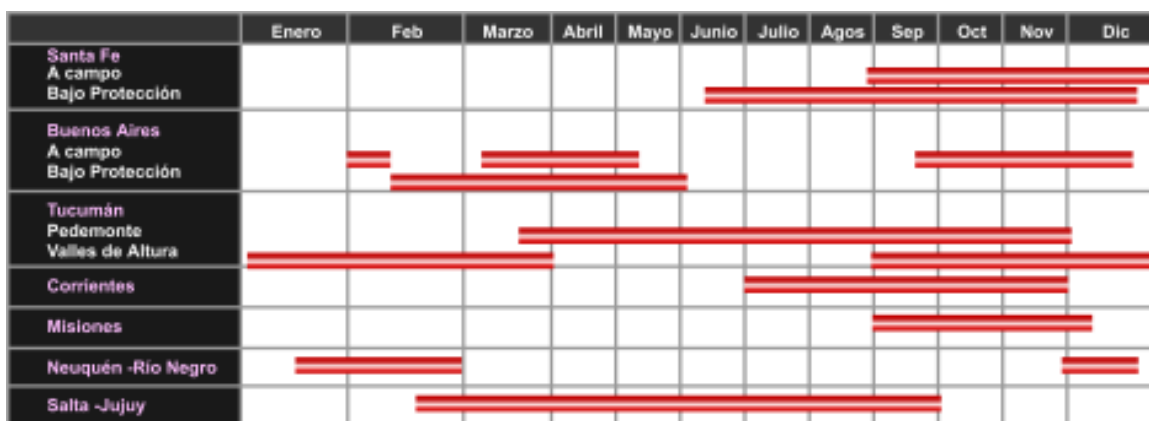 Enero Feb Marzo Abril Mayo Junio Julio Agos Sep Oct Nov Dic
Santa Fe
A campo
Bajo Protección
Buenos Aires
A campo
Bajo Protección
Tucumán
Pedemonte
Valles de Altura
Corrientes
Misiones
Neuquén -Río Negro
Salta -Jujuy